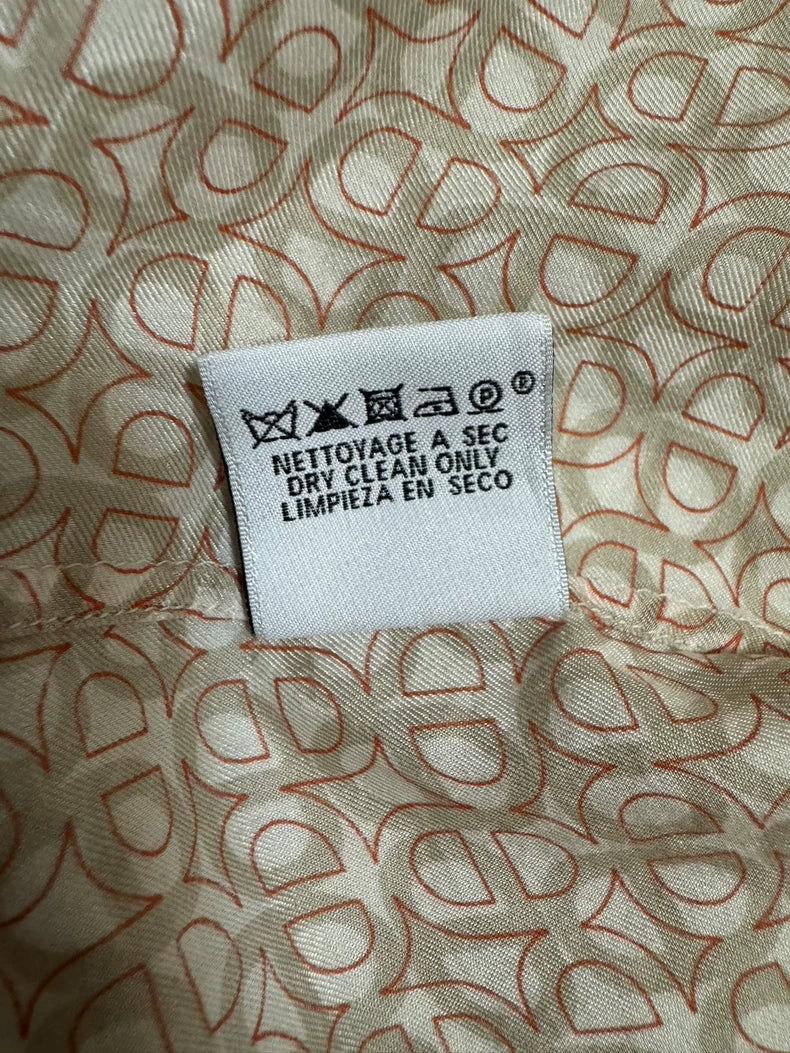 P ®
NETTOYAGE A SEC
DRY CLEAN ONLY
LIMPIEZA EN SECO